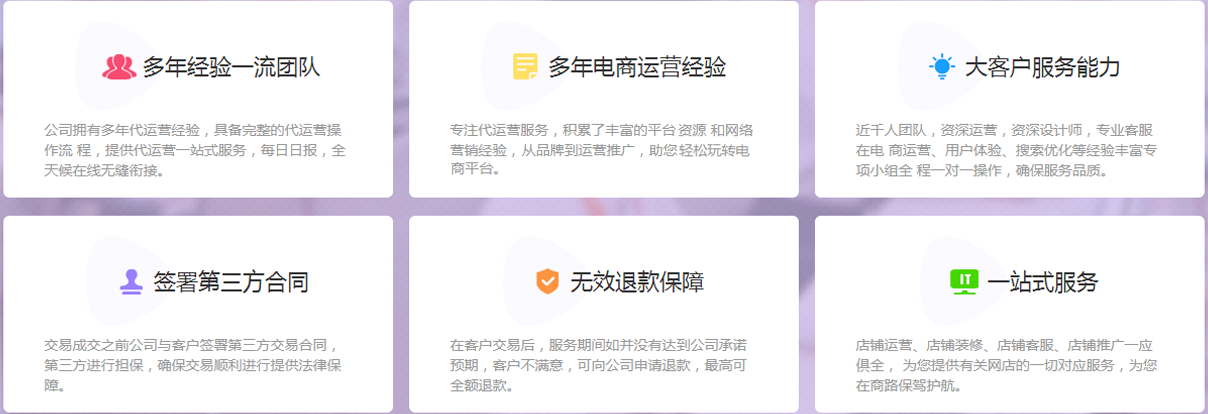 多年经验一流团队
公司拥有多年代运营经验，具备完整的代运营操
作流 程，提供代运营一站式服务，每日日报，全
天候在线无缝衔接。
多年电商运营经验
专注代运营服务，积累了丰富的平台资源 和网络
营销经验，从品牌到运营推广，助您轻松玩转电
商平台。
大客户服务能力
近千人团队，资深运营，资深设计师，专业客服
在电 商运营、用户体验、搜索优化等经验丰富专
项小组全 程一对一操作，确保服务品质。
签署第三方合同
交易成交之前公司与客户签署第三方交易合同，
第三方进行担保，确保交易顺利进行提供法律保
障。
无效退款保障
在客户交易后，服务期间如并没有达到公司承诺
预期，客户不满意，可向公司申请退款，最高可
全额退款。
IT
一站式服务
店铺运营、店铺装修、店铺客服、店铺推广一应
俱全， 为您提供有关网店的一切对应服务，为您
在商路保驾护航。